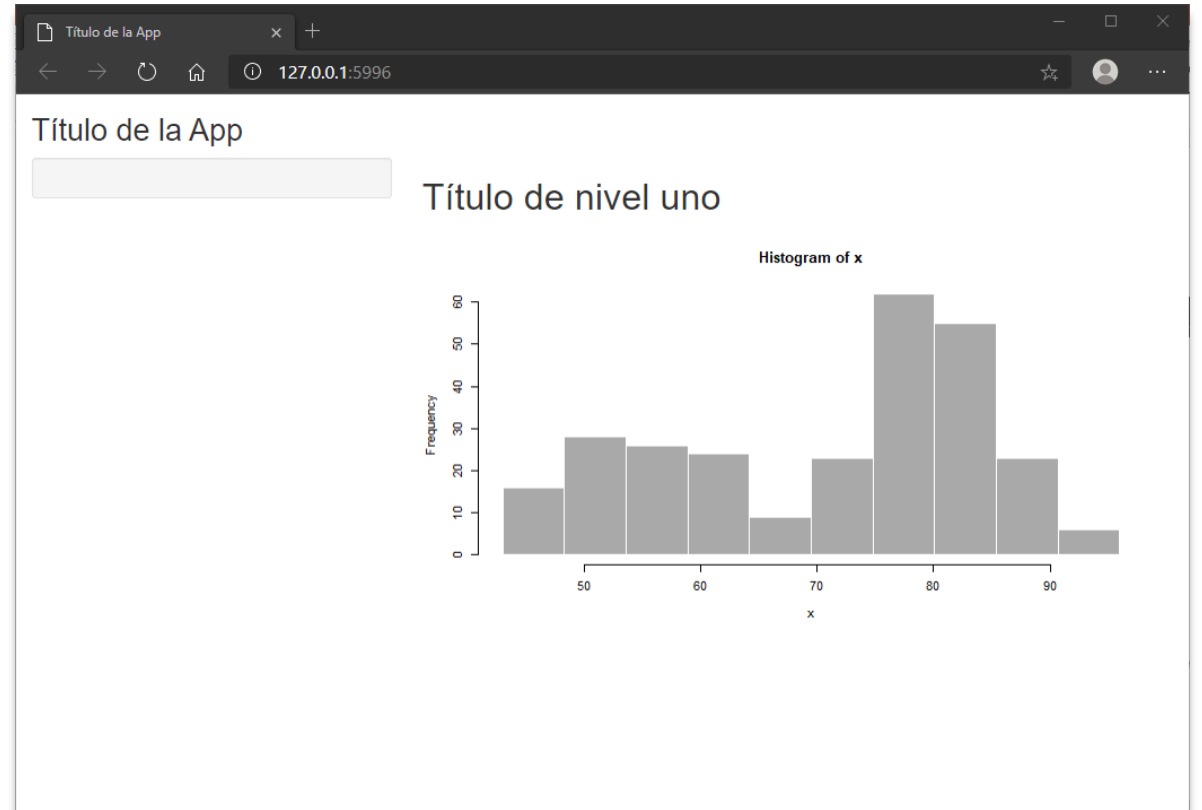 Título de la App
127.0.0.1:5996
Título de la App
Título de nivel uno
Histogram of x
Frequency
0 10 20 30 40 50 60
50 60 70 80 90
x